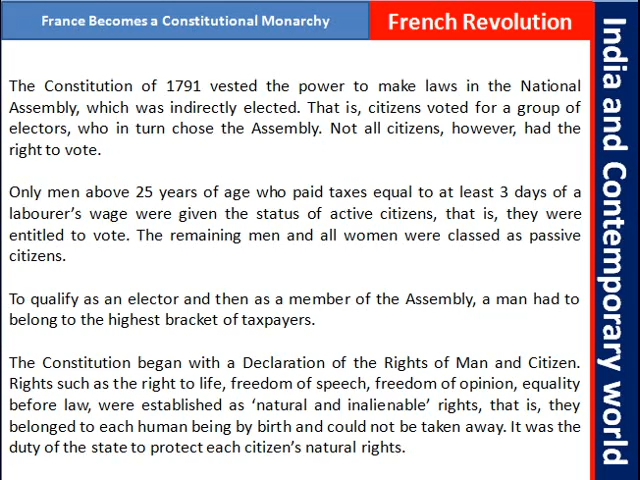 France Becomes a Constitutional Monarchy
French Revolution
The Constitution of 1791 vested the power to make laws in the National
Assembly, which was indirectly elected. That is, citizens voted for a group of
electors, who in turn chose the Assembly. Not all citizens, however, had the
right to vote.
Only men above 25 years of age who paid taxes equal to at least 3 days of a
labourer's wage were given the status of active citizens, that is, they were
entitled to vote. The remaining men and all women were classed as passive
citizens.
To qualify as an elector and then as a member of the Assembly, a man had to
belong to the highest bracket of taxpayers.
The Constitution began with a Declaration of the Rights of Man and Citizen.
Rights such as the right to life, freedom of speech, freedom of opinion, equality
before law, were established as ‘natural and inalienable’ rights, that is, they
belonged to each human being by birth and could not be taken away. It was the
duty of the state to protect each citizen’s natural rights.
India and Contemporary world